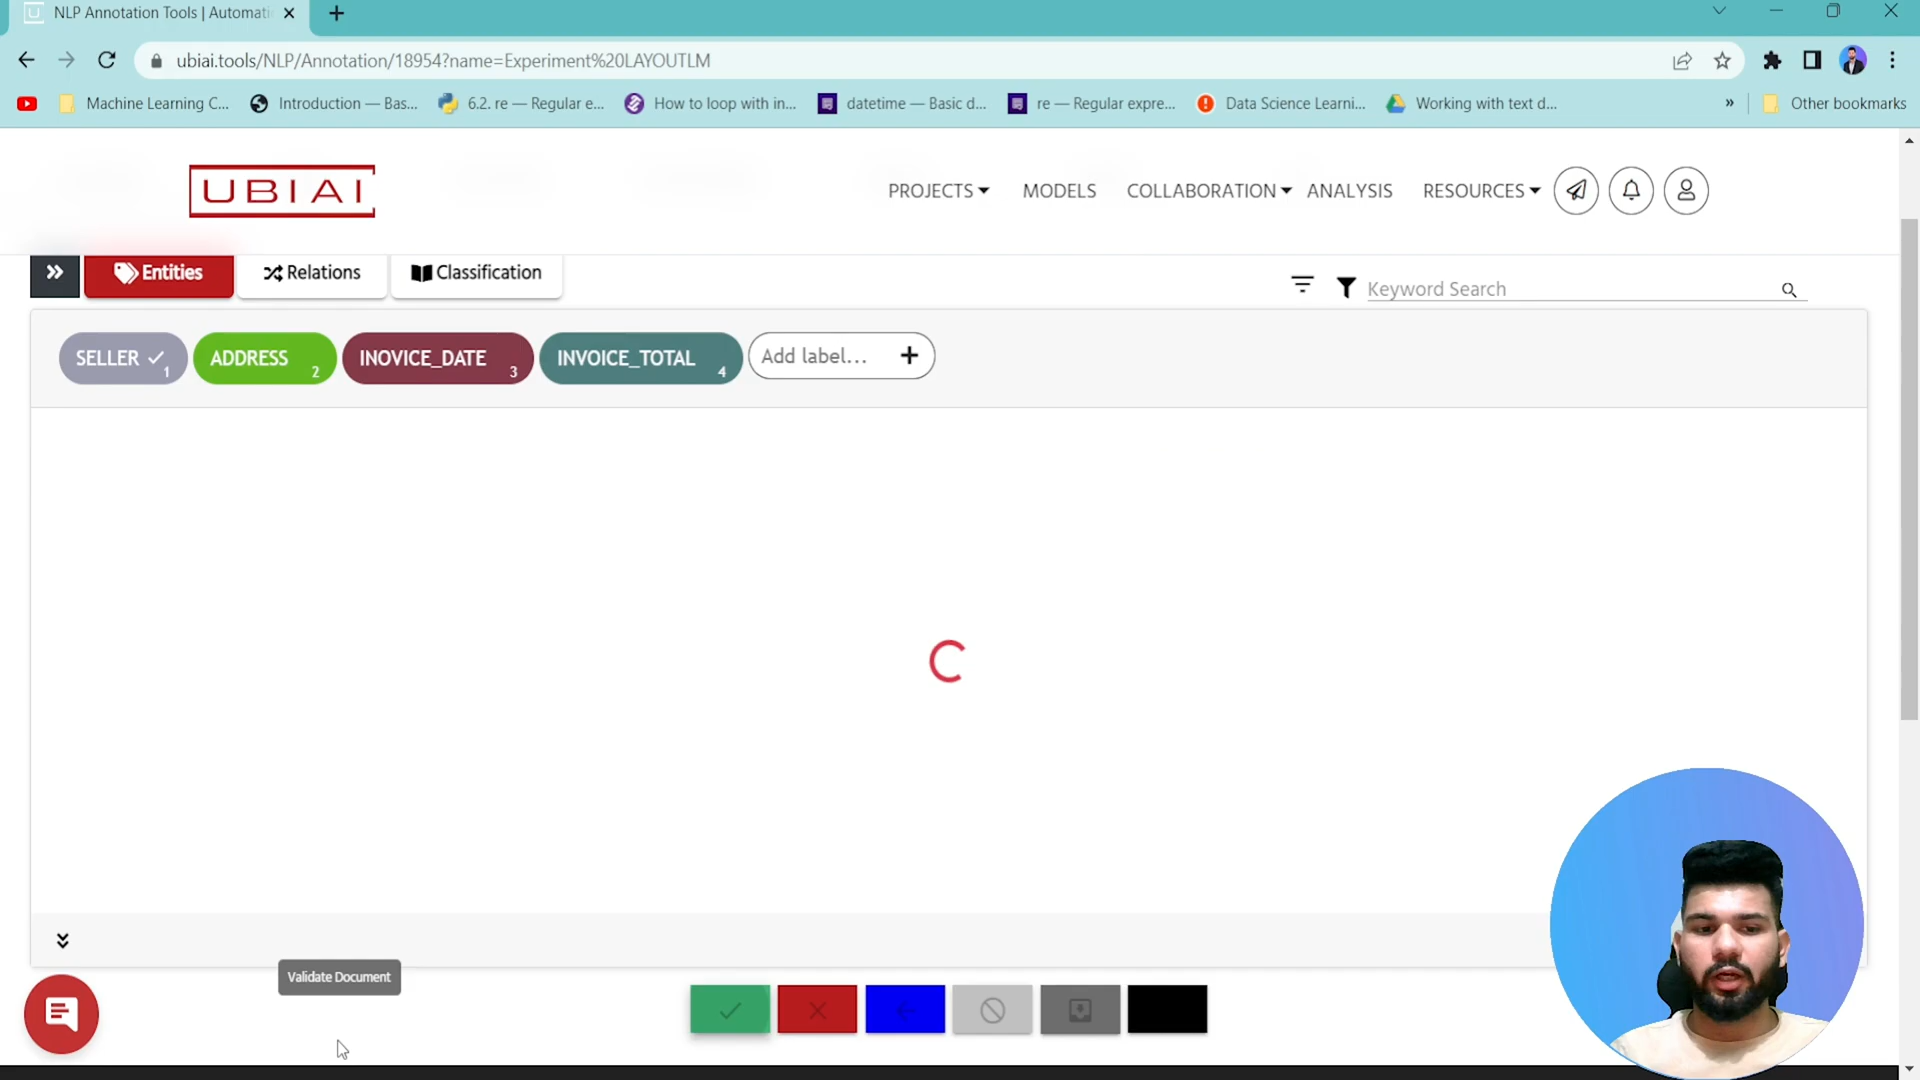 NLP Annotation Tools | Automati
ubiai.tools/NLP/Annotation/18954?name=Experiment%20LAYOUTLM
Machine Learning C... Introduction — Bas... 6.2. re — Regular e... How to loop with in... datetime — Basic d... re — Regular expre... Data Science Learni... Working with text d... » Other bookmarks
UBIAI PROJECTS MODELS COLLABORATION ANALYSIS RESOURCES
Entities Relations Classification
Keyword Search
SELLER 1 ADDRESS 2 INOVICE_DATE 3 INVOICE_TOTAL 4 Add label... +
Validate Document